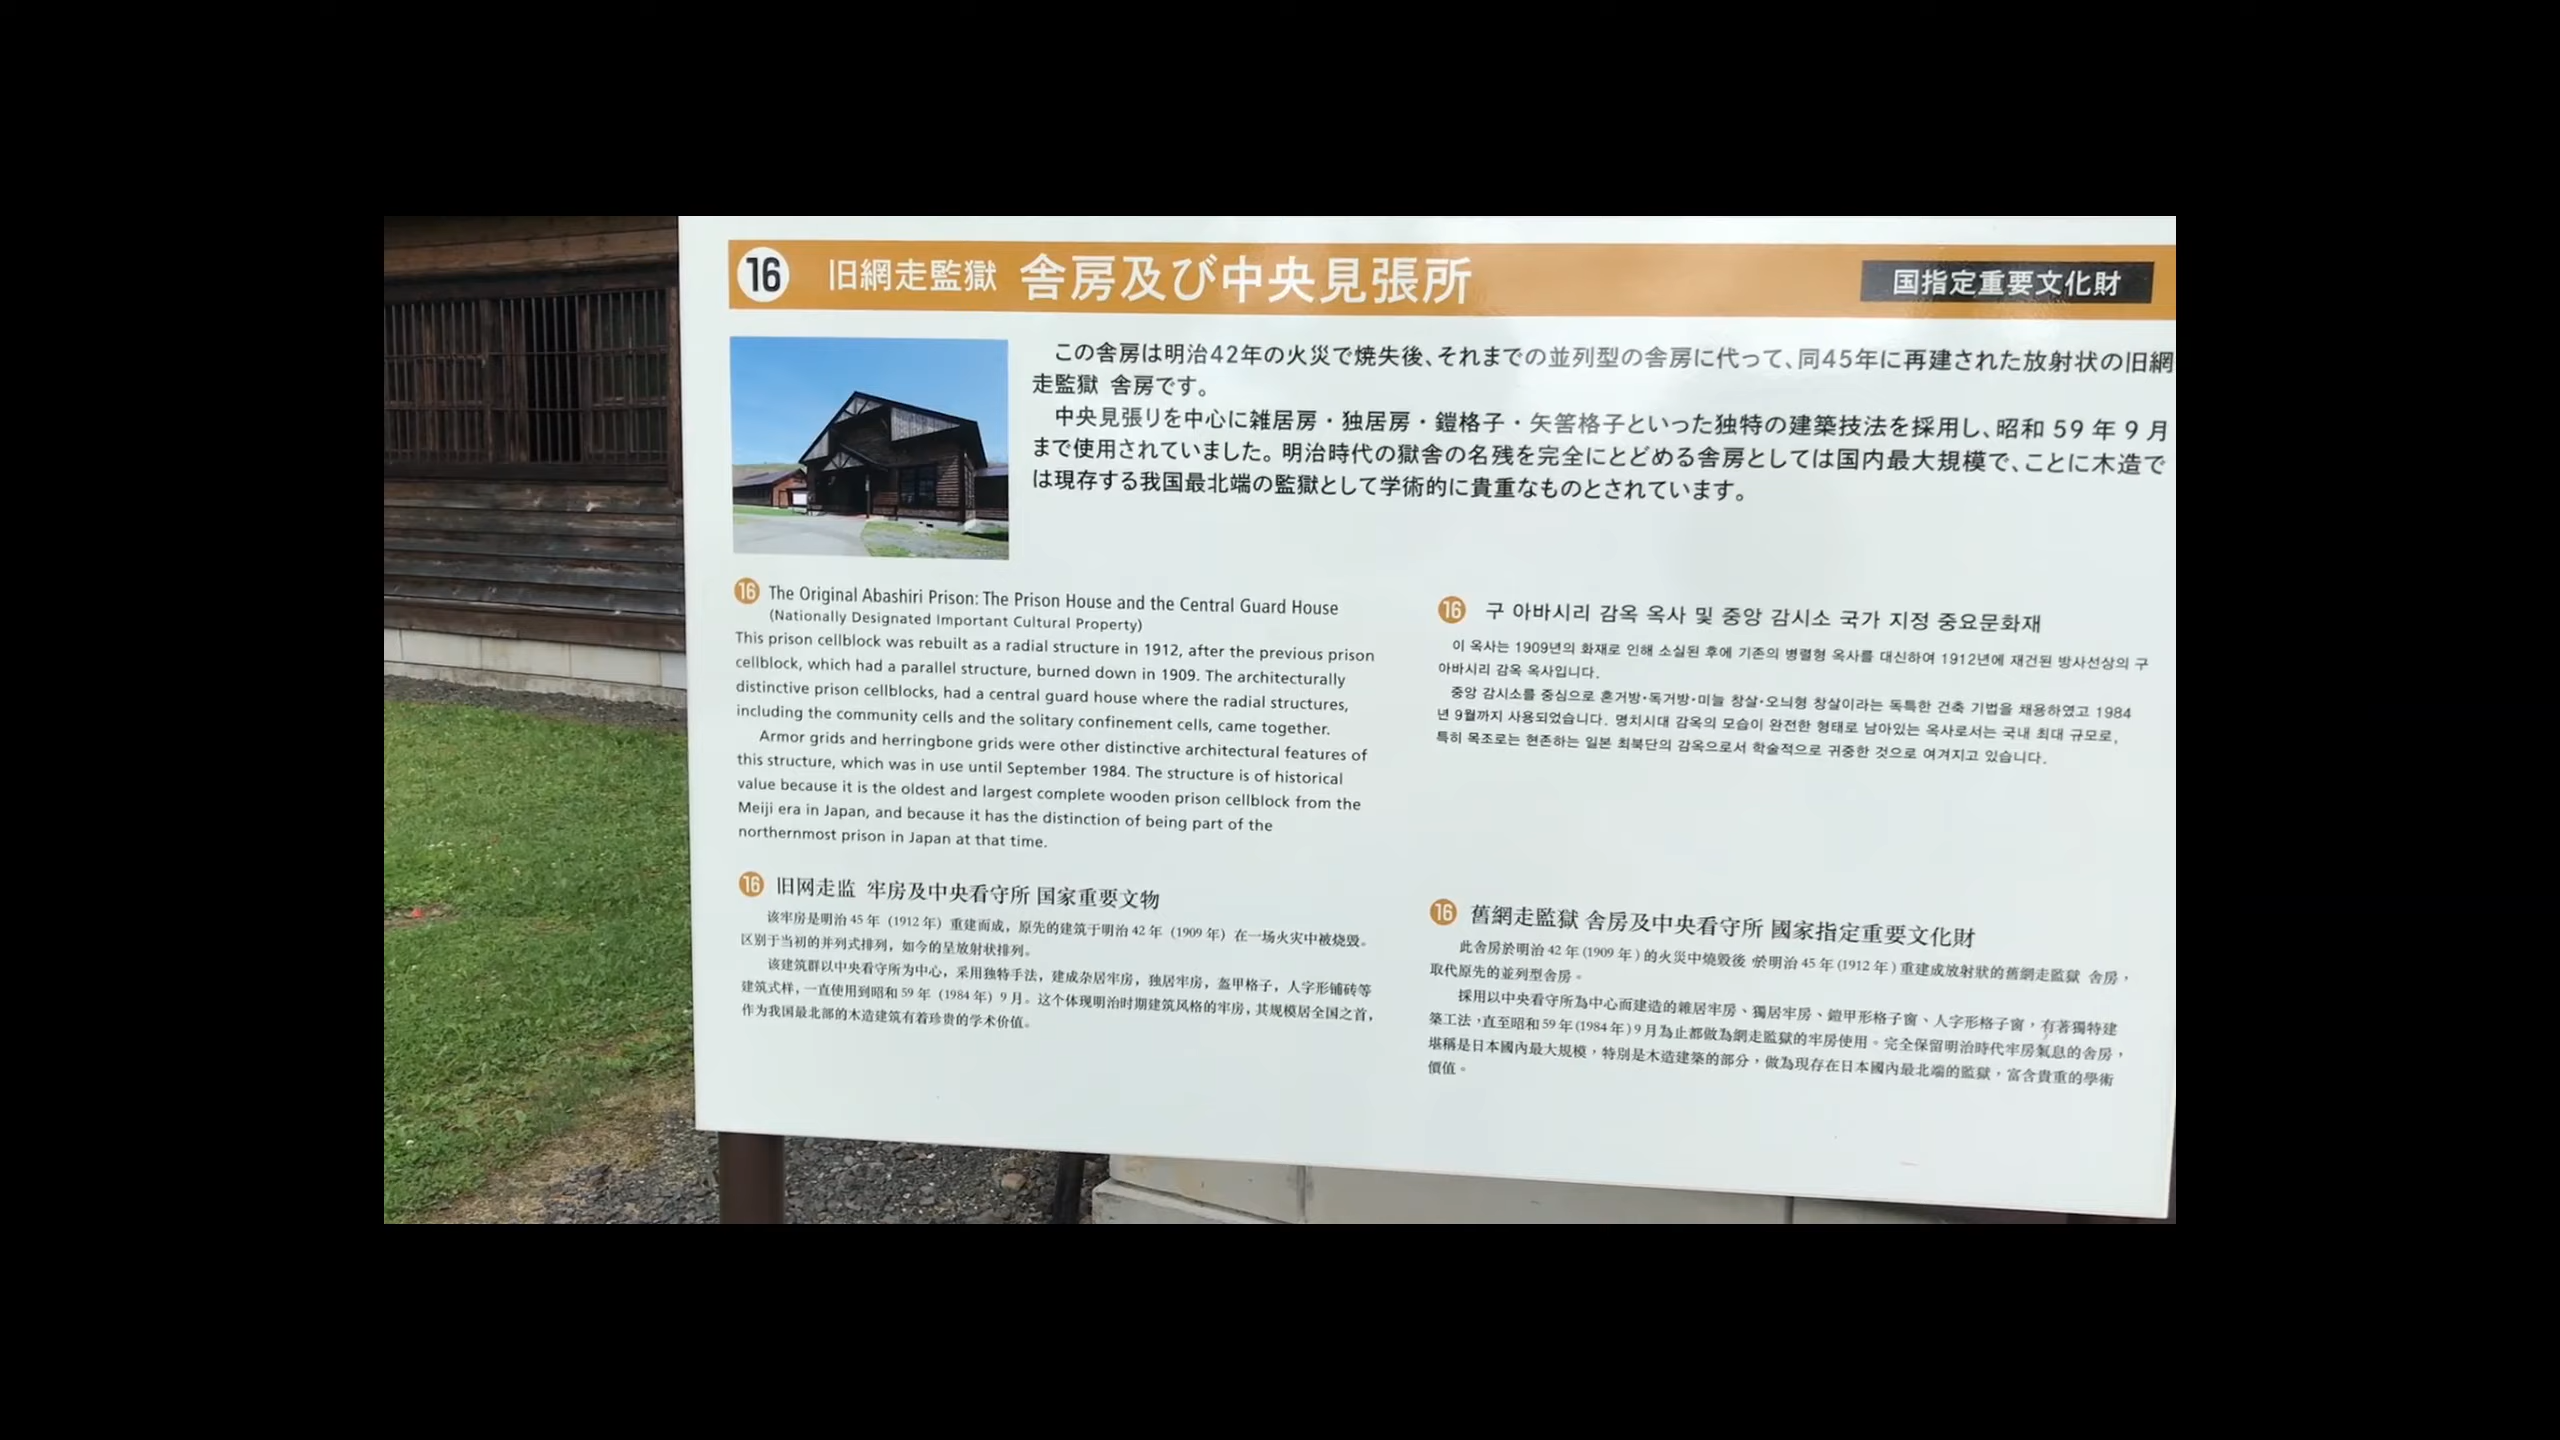 16 旧網走監獄 舎房及び中央見張所
国指定重要文化財
この舎房は明治42年の火災で焼失後、それまでの並列型の舎房に代って、同45年に再建された放射状の旧網
走監獄 舎房です。
中央見張りを中心に雑居房・独居房・鎧格子・矢筈格子といった独特の建築技法を採用し、昭和 59 年 9 月
まで使用されていました。明治時代の獄舎の名残を完全にとどめる舎房としては国内最大規模で、ことに木造で
は現存する我国最北端の監獄として学術的に貴重なものとされています。
16 The Original Abashiri Prison: The Prison House and the Central Guard House
(Nationally Designated Important Cultural Property)
This prison cellblock was rebuilt as a radial structure in 1912, after the previous prison
cellblock, which had a parallel structure, burned down in 1909. The architecturally
distinctive prison cellblocks, had a central guard house where the radial structures,
including the community cells and the solitary confinement cells, came together.
Armor grids and herringbone grids were other distinctive architectural features of
this structure, which was in use until September 1984. The structure is of historical
value because it is the oldest and largest complete wooden prison cellblock from the
Meiji era in Japan, and because it has the distinction of being part of the
northernmost prison in Japan at that time.
16 구 아바시리 감옥 옥사 및 중앙 감시소 국가 지정 중요문화재
이 옥사는 1909년의 화재로 인해 소실된 후에 기존의 병렬형 옥사를 대신하여 1912년에 재건된 방사선상의 구
아바시리 감옥 옥사입니다.
중앙 감시소를 중심으로 혼거방·독거방·미늘 창살·오늬형 창살이라는 독특한 건축 기법을 채용하였고 1984
년 9월까지 사용되었습니다. 명치시대 감옥의 모습이 완전한 형태로 남아있는 옥사로서는 국내 최대 규모로,
특히 목조로는 현존하는 일본 최북단의 감옥으로서 학술적으로 귀중한 것으로 여겨지고 있습니다.
16 旧网走监 牢房及中央看守所 国家重要文物
该牢房是明治 45 年（1912 年）重建而成，原先的建筑于明治 42 年（1909 年）在一场火灾中被烧毁。
区别于当初的并列式排列，如今的呈放射状排列。
该建筑群以中央看守所为中心，采用独特手法，建成杂居牢房，独居牢房，盔甲格子，人字形铺砖等
建筑式样，一直使用到昭和 59 年（1984 年）9 月。这个体现明治时期建筑风格的牢房，其规模居全国之首，
作为我国最北部的木造建筑有着珍贵的学术价值。
16 舊網走監獄 舍房及中央看守所 國家指定重要文化財
此舍房於明治 42 年(1909 年)的火災中燒毀後，於明治 45 年(1912 年)重建成放射狀的舊網走監獄 舍房，
取代原先的並列型舍房。
採用以中央看守所為中心而建造的雜居牢房、獨居牢房、鎧甲形格子窗、人字形格子窗，有著獨特建
築工法，直至昭和 59 年(1984 年)9 月為止都做為網走監獄的牢房使用。完全保留明治時代牢房氣息的舍房，
堪稱是日本國內最大規模，特別是木造建築的部分，做為現存在日本國內最北端的監獄，富含貴重的學術
價值。